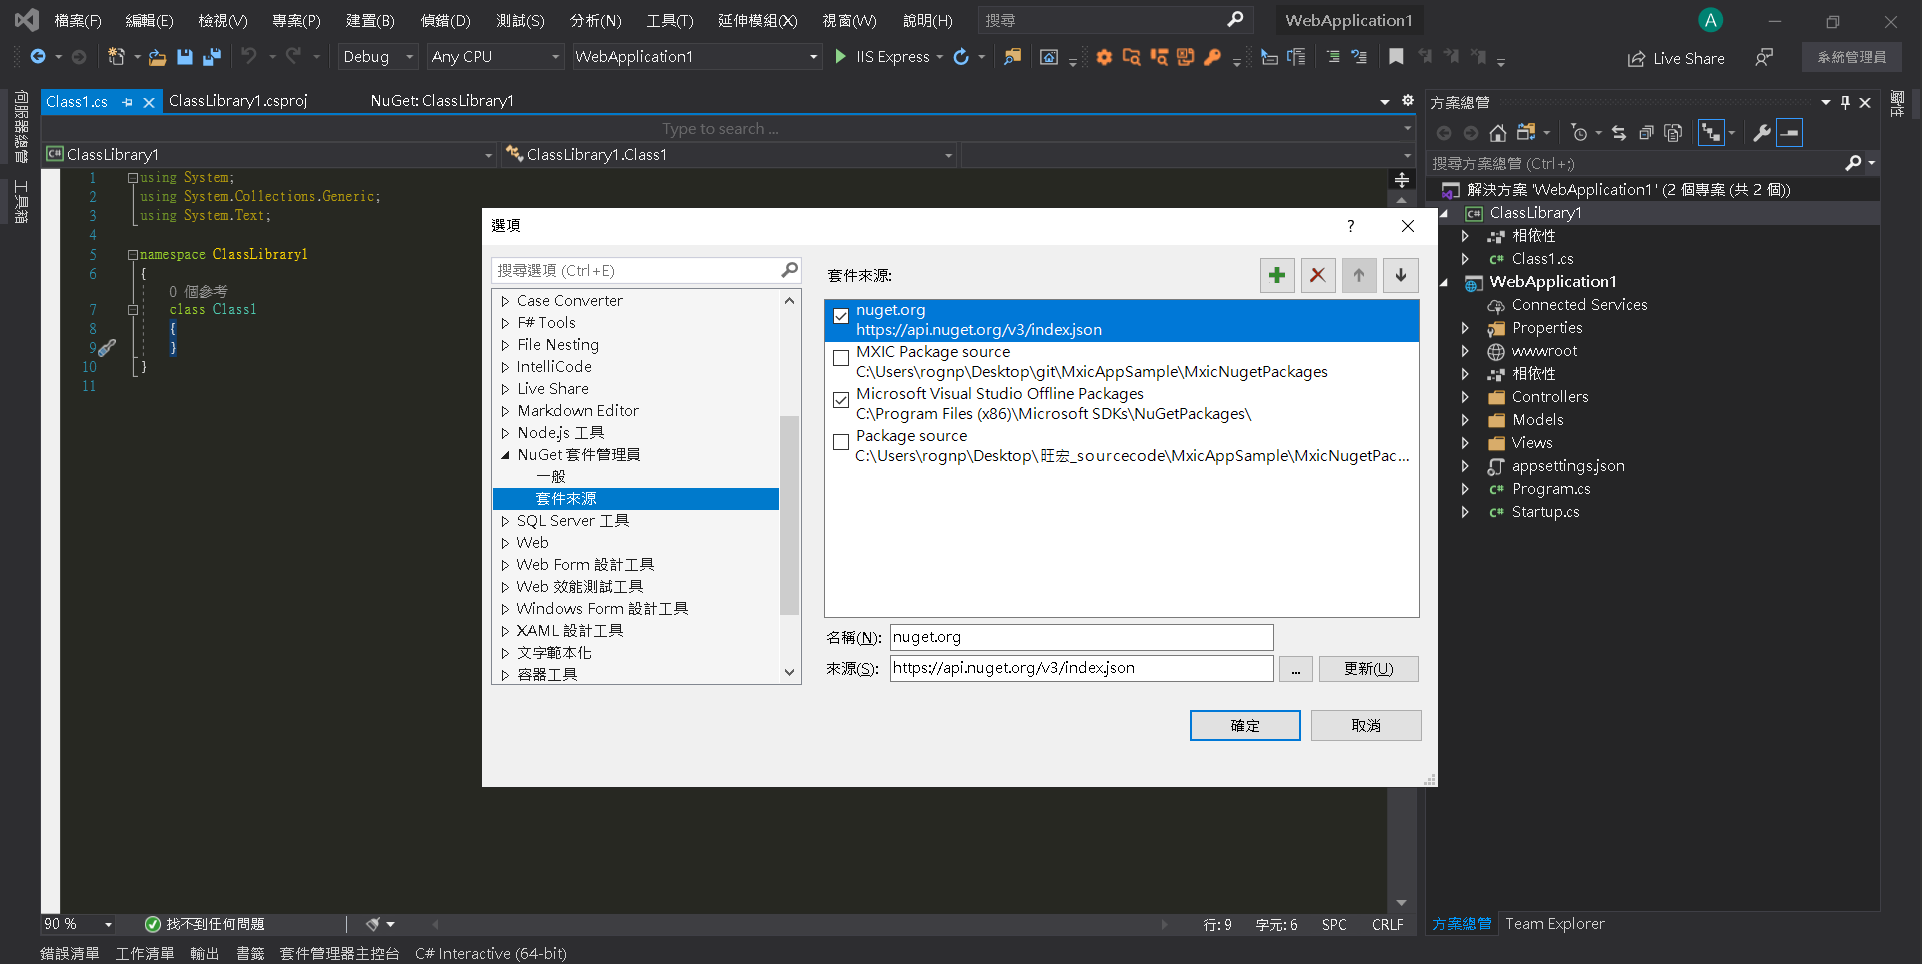 檔案(F) 編輯(E) 檢視(V) 專案(P) 建置(B) 偵錯(D) 測試(S) 分析(N) 工具(T) 延伸模組(X) 視窗(W) 說明(H) 搜尋 WebApplication1 A
Debug Any CPU WebApplication1 IIS Express Live Share 系統管理員
伺服器總管
工具箱
Class1.cs ClassLibrary1.csproj NuGet: ClassLibrary1
Type to search ...
C# ClassLibrary1 ClassLibrary1.Class1
1 using System;
2 using System.Collections.Generic;
3 using System.Text;
4
5 namespace ClassLibrary1
6 {
0 個參考
7 class Class1
8 {
9 }
10 }
11
選項 ?
搜尋選項 (Ctrl+E)
Case Converter
F# Tools
File Nesting
IntelliCode
Live Share
Markdown Editor
Node.js 工具
NuGet 套件管理員
一般
套件來源
SQL Server 工具
Web
Web Form 設計工具
Web 效能測試工具
Windows Form 設計工具
XAML 設計工具
文字範本化
容器工具
套件來源:
nuget.org
https://api.nuget.org/v3/index.json
MXIC Package source
C:\Users\rognp\Desktop\git\MxicAppSample\MxicNugetPackages
Microsoft Visual Studio Offline Packages
C:\Program Files (x86)\Microsoft SDKs\NuGetPackages\
Package source
C:\Users\rognp\Desktop\旺宏_sourcecode\MxicAppSample\MxicNugetPac...
名稱(N): nuget.org
來源(S): https://api.nuget.org/v3/index.json ... 更新(U)
確定 取消
方案總管
搜尋方案總管 (Ctrl+;)
解決方案 'WebApplication1' (2 個專案 (共 2 個))
C# ClassLibrary1
相依性
C# Class1.cs
WebApplication1
Connected Services
Properties
wwwroot
相依性
Controllers
Models
Views
appsettings.json
C# Program.cs
C# Startup.cs
屬性
90 % 找不到任何問題 行: 9 字元: 6 SPC CRLF
方案總管 Team Explorer
錯誤清單 工作清單 輸出 書籤 套件管理器主控台 C# Interactive (64-bit)